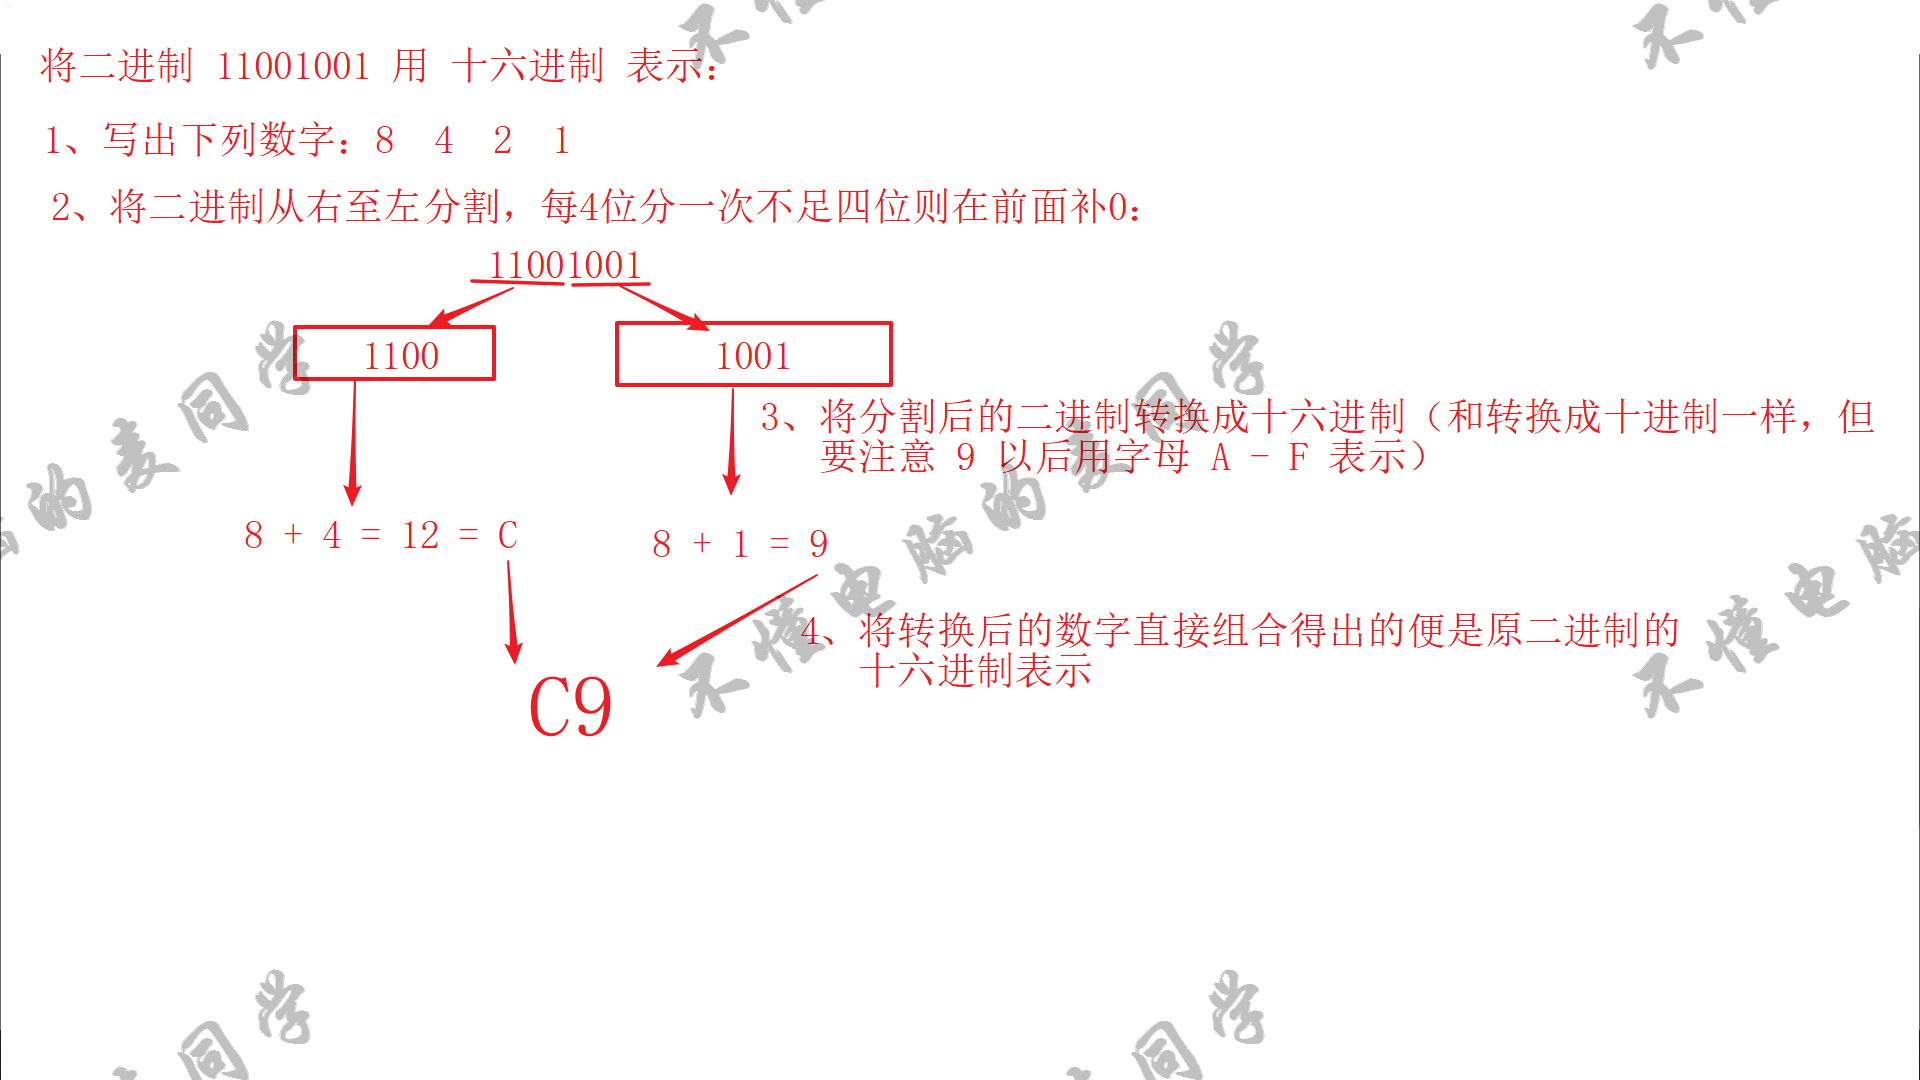 将二进制 11001001 用 十六进制 表示：
1、写出下列数字：8 4 2 1
2、将二进制从右至左分割，每4位分一次不足四位则在前面补0：
11001001
1100
1001
3、将分割后的二进制转换成十六进制（和转换成十进制一样，但
要注意 9 以后用字母 A - F 表示）
8 + 4 = 12 = C
8 + 1 = 9
4、将转换后的数字直接组合得出的便是原二进制的
十六进制表示
C9
不懂电脑的麦同学